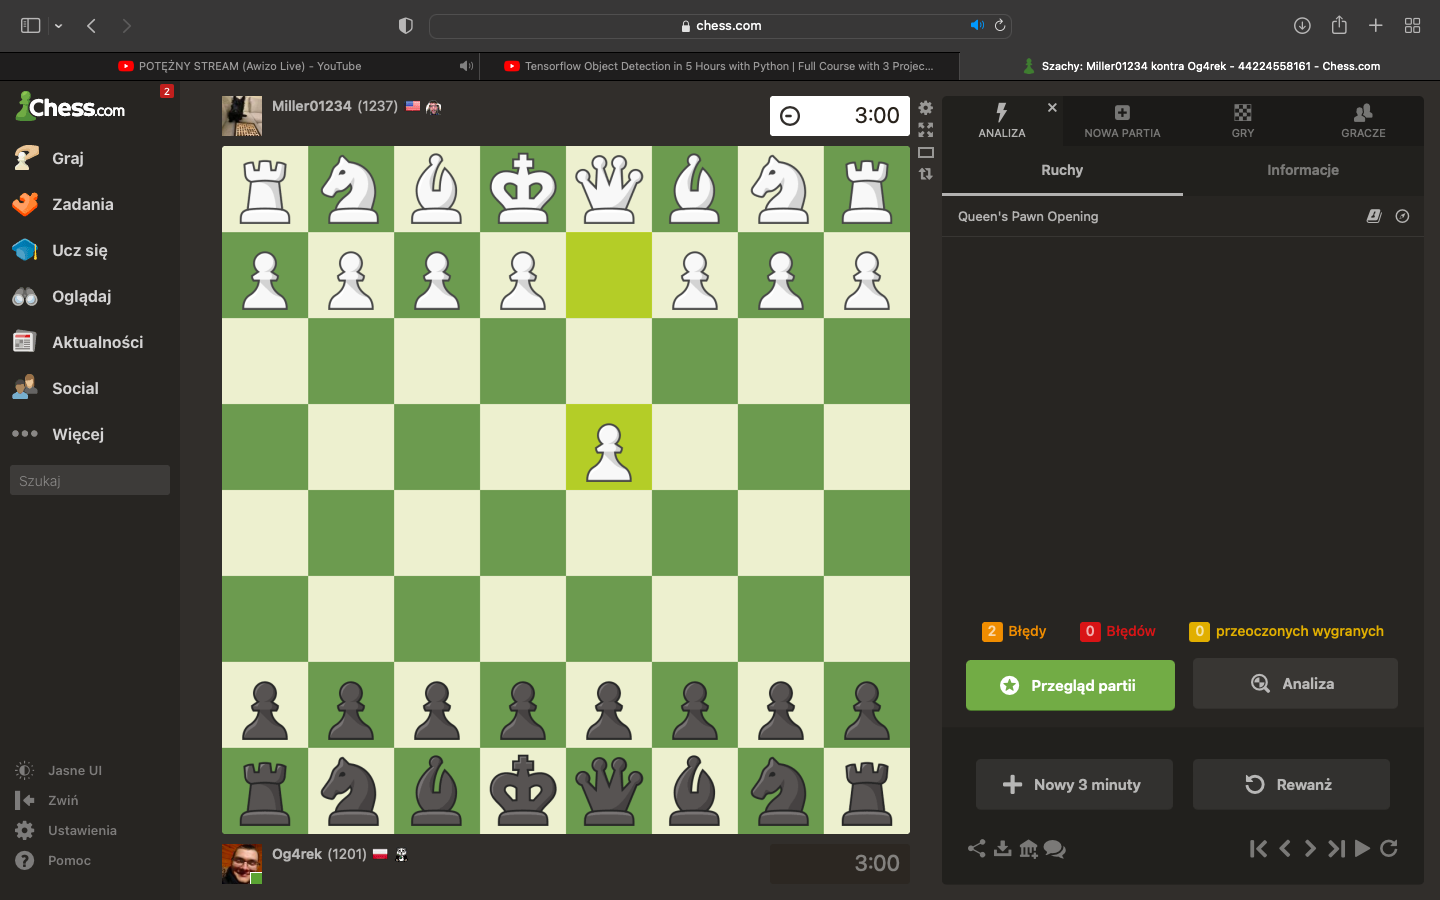 chess.com
POTĘŻNY STREAM (Awizo Live) - YouTube
Tensorflow Object Detection in 5 Hours with Python | Full Course with 3 Projec...
Szachy: Miller01234 kontra Og4rek - 44224558161 - Chess.com
Chess.com
2
Graj
Zadania
Ucz się
Oglądaj
Aktualności
Social
Więcej
Szukaj
Jasne UI
Zwiń
Ustawienia
Pomoc
Miller01234 (1237)
3:00
Og4rek (1201)
3:00
ANALIZA
NOWA PARTIA
GRY
GRACZE
Ruchy
Informacje
Queen's Pawn Opening
2 Błędy
0 Błędów
0 przeoczonych wygranych
Przegląd partii
Analiza
Nowy 3 minuty
Rewanż